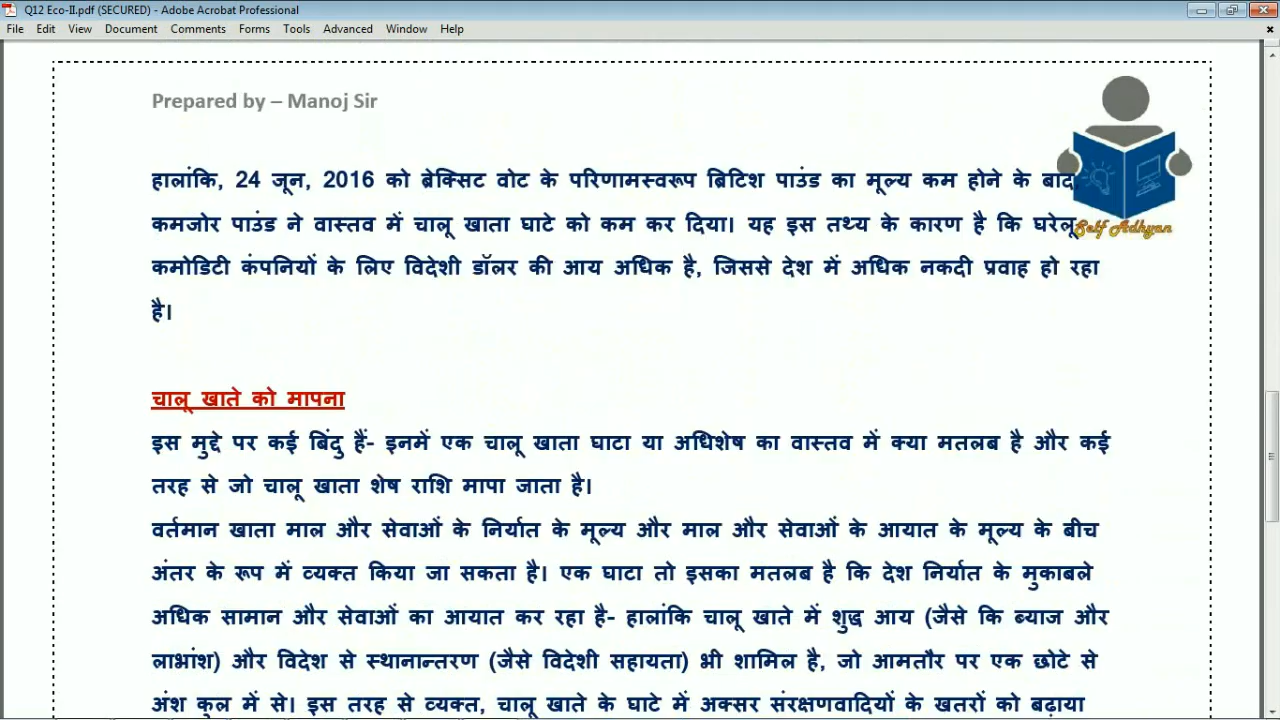 Q12 Eco-II.pdf (SECURED) - Adobe Acrobat Professional
File Edit View Document Comments Forms Tools Advanced Window Help
Prepared by – Manoj Sir
हालांकि, 24 जून, 2016 को ब्रेक्सिट वोट के परिणामस्वरूप ब्रिटिश पाउंड का मूल्य कम होने के बाद
कमजोर पाउंड ने वास्तव में चालू खाता घाटे को कम कर दिया। यह इस तथ्य के कारण है कि घरेलू
Self Adhyan
कमोडिटी कंपनियों के लिए विदेशी डॉलर की आय अधिक है, जिससे देश में अधिक नकदी प्रवाह हो रहा
है।
चालू खाते को मापना
इस मुद्दे पर कई बिंदु हैं- इनमें एक चालू खाता घाटा या अधिशेष का वास्तव में क्या मतलब है और कई
तरह से जो चालू खाता शेष राशि मापा जाता है।
वर्तमान खाता माल और सेवाओं के निर्यात के मूल्य और माल और सेवाओं के आयात के मूल्य के बीच
अंतर के रूप में व्यक्त किया जा सकता है। एक घाटा तो इसका मतलब है कि देश निर्यात के मुकाबले
अधिक सामान और सेवाओं का आयात कर रहा है- हालांकि चालू खाते में शुद्ध आय (जैसे कि ब्याज और
लाभांश) और विदेश से स्थानान्तरण (जैसे विदेशी सहायता) भी शामिल है, जो आमतौर पर एक छोटे से
अंश कुल में से। इस तरह से व्यक्त, चालू खाते के घाटे में अक्सर संरक्षणवादियों के खतरों को बढ़ाया